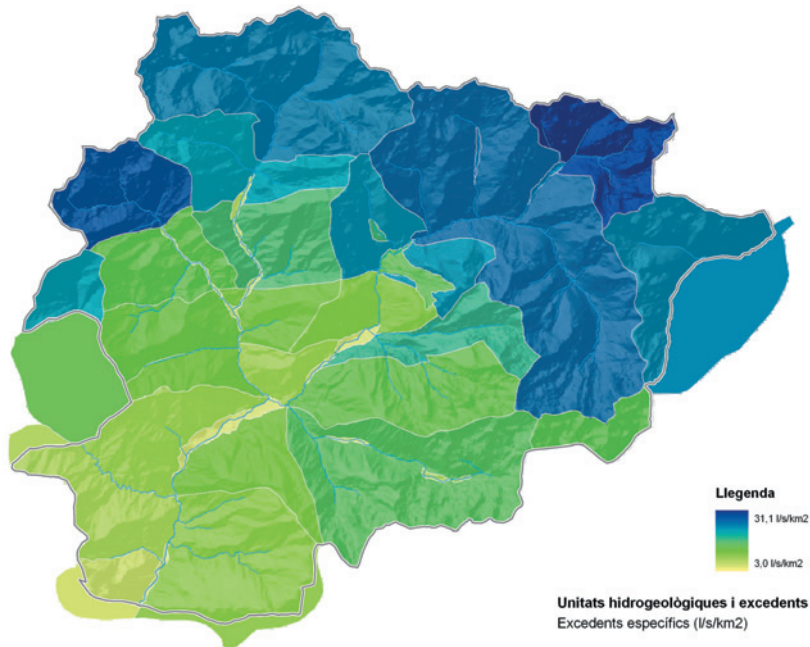 Llegenda
31,1 l/s/km2
3,0 l/s/km2
Unitats hidrogeològiques i excedents
Excedents específics (l/s/km2)